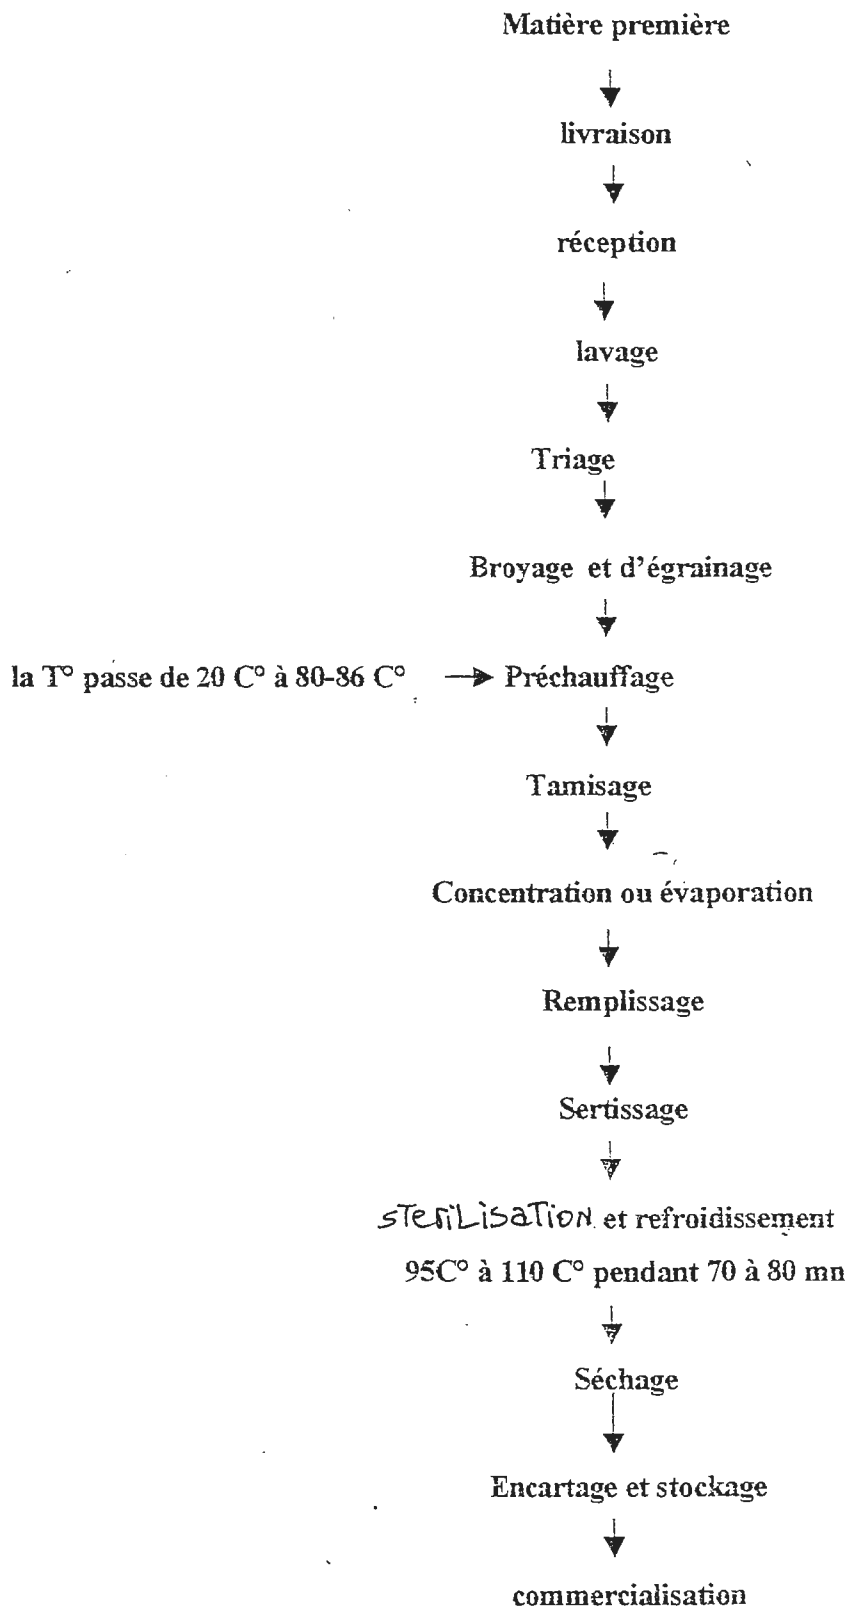 Matière première
livraison
réception
lavage
Triage
Broyage et d'égrainage
la T° passe de 20 C° à 80-86 C° Préchauffage
Tamisage
Concentration ou évaporation
Remplissage
Sertissage
steriLisaTioN et refroidissement
95C° à 110 C° pendant 70 à 80 mn
Séchage
Encartage et stockage
commercialisation